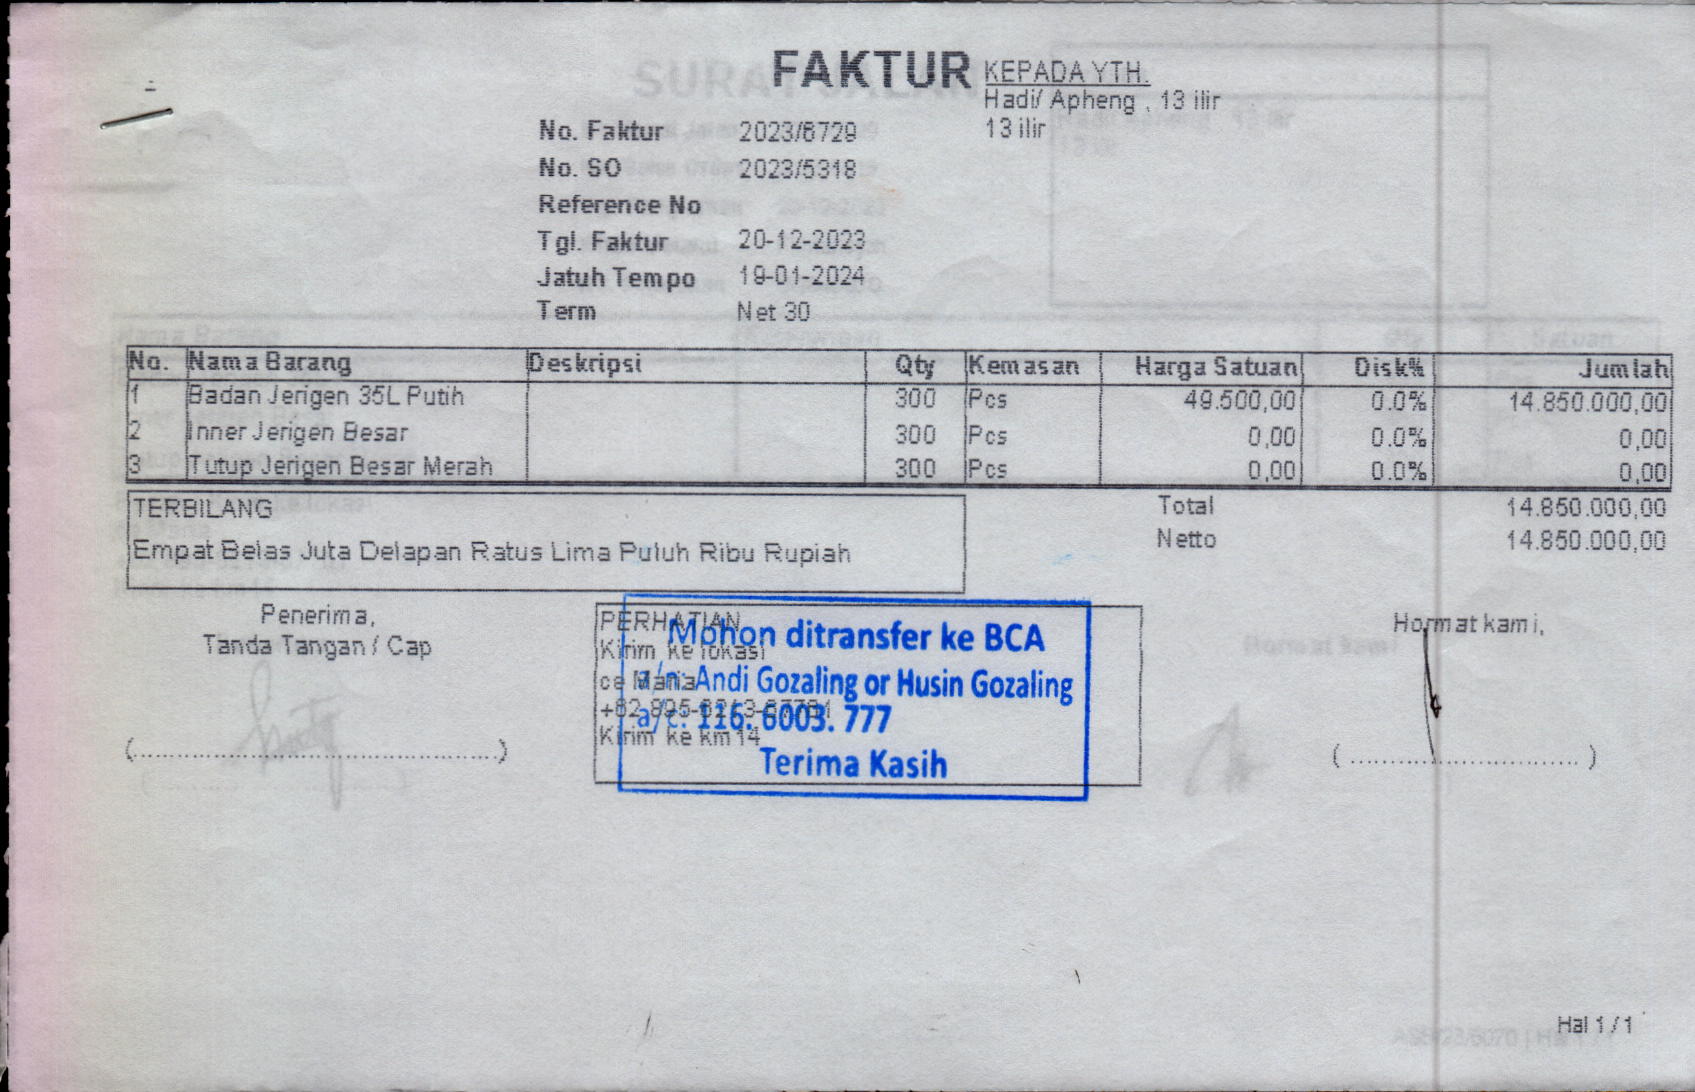 FAKTUR
KEPADA YTH.
Hadi/ Apheng , 13 ilir
13 ilir
No. Faktur 2023/6729
No. SO 2023/5318
Reference No
Tgl. Faktur 20-12-2023
Jatuh Tempo 19-01-2024
Term Net 30
No. Nama Barang Deskripsi Qty Kemasan Harga Satuan Disk% Jumlah
1 Badan Jerigen 35L Putih 300 Pcs 49.500,00 0.0% 14.850.000,00
2 Inner Jerigen Besar 300 Pcs 0,00 0.0% 0,00
3 Tutup Jerigen Besar Merah 300 Pcs 0,00 0.0% 0,00
TERBILANG
Empat Belas Juta Delapan Ratus Lima Puluh Ribu Rupiah
Total 14.850.000,00
Netto 14.850.000,00
Penerima,
Tanda Tangan / Cap
(............................................)
PERHATIAN
Kirim ke lokasi
ce Maria
Kirim ke km14
Mohon ditransfer ke BCA
a/n: Andi Gozaling or Husin Gozaling
a/c: 116. 6003. 777
Terima Kasih
Hormat kami,
(............................)
Hal 1 / 1